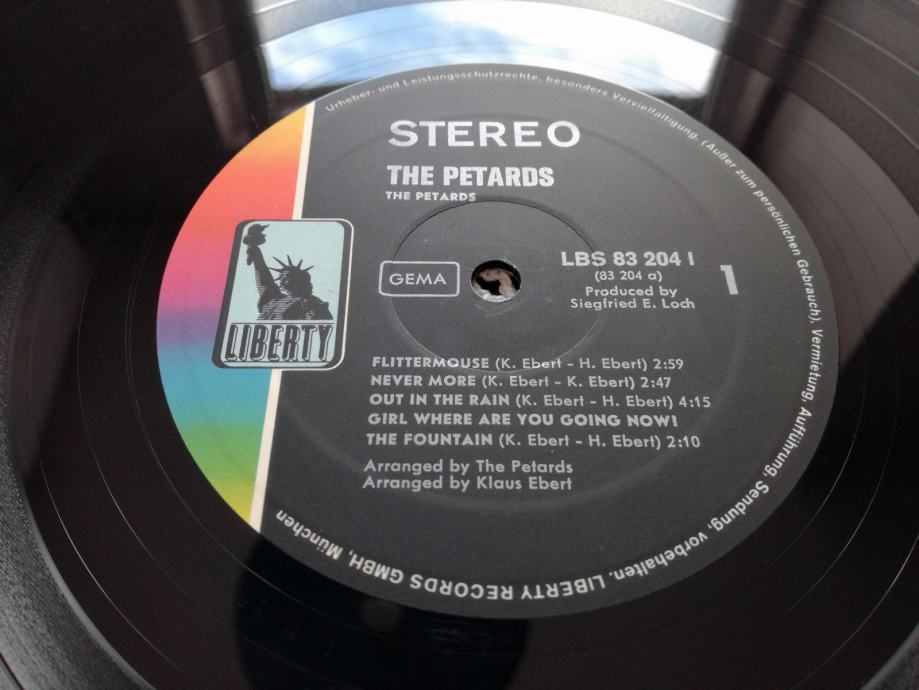 Urheber- und Leistungsschutzrechte, besonders Vervielfältigung, (Außer zum persönlichen Gebrauch), Vermietung, Aufführung, Sendung, vorbehalten. LIBERTY RECORDS GMBH, München
STEREO
THE PETARDS
THE PETARDS
LIBERTY
GEMA
LBS 83 204 I
(83 204 a)
Produced by
Siegfried E. Loch
1
FLITTERMOUSE (K. Ebert - H. Ebert) 2:59
NEVER MORE (K. Ebert - K. Ebert) 2:47
OUT IN THE RAIN (K. Ebert - H. Ebert) 4:15
GIRL WHERE ARE YOU GOING NOW!
THE FOUNTAIN (K. Ebert - H. Ebert) 2:10
Arranged by The Petards
Arranged by Klaus Ebert